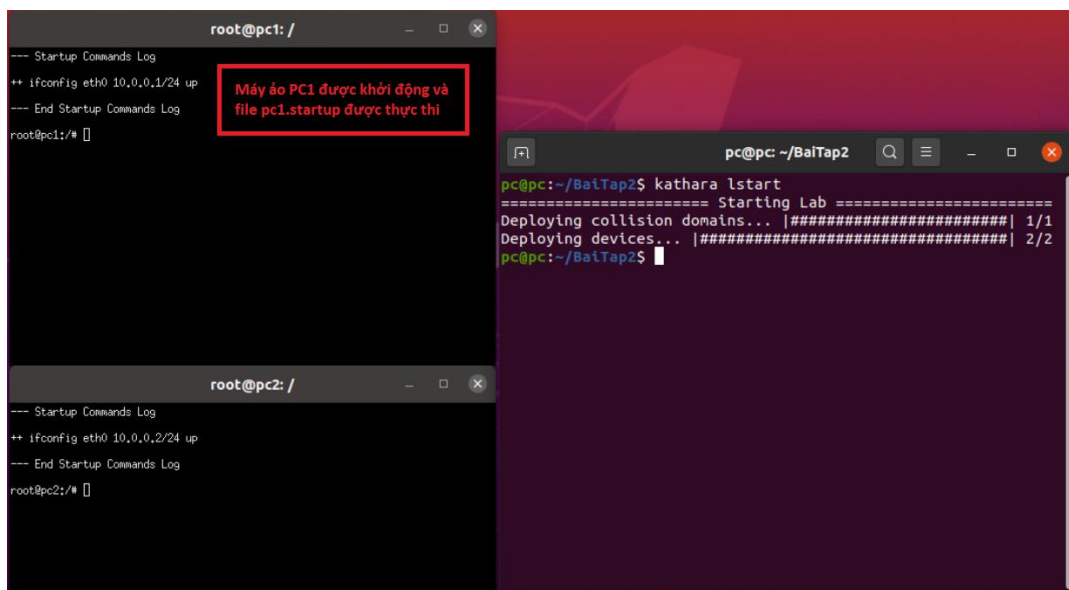 root@pc1: /
--- Startup Commands Log
++ ifconfig eth0 10.0.0.1/24 up
--- End Startup Commands Log
root@pc1:/# []
Máy ảo PC1 được khởi động và
file pc1.startup được thực thi
root@pc2: /
--- Startup Commands Log
++ ifconfig eth0 10.0.0.2/24 up
--- End Startup Commands Log
root@pc2:/# []
pc@pc: ~/BaiTap2
pc@pc:~/BaiTap2$ kathara lstart
======================= Starting Lab ========================
Deploying collision domains... |########################| 1/1
Deploying devices... |##################################| 2/2
pc@pc:~/BaiTap2$